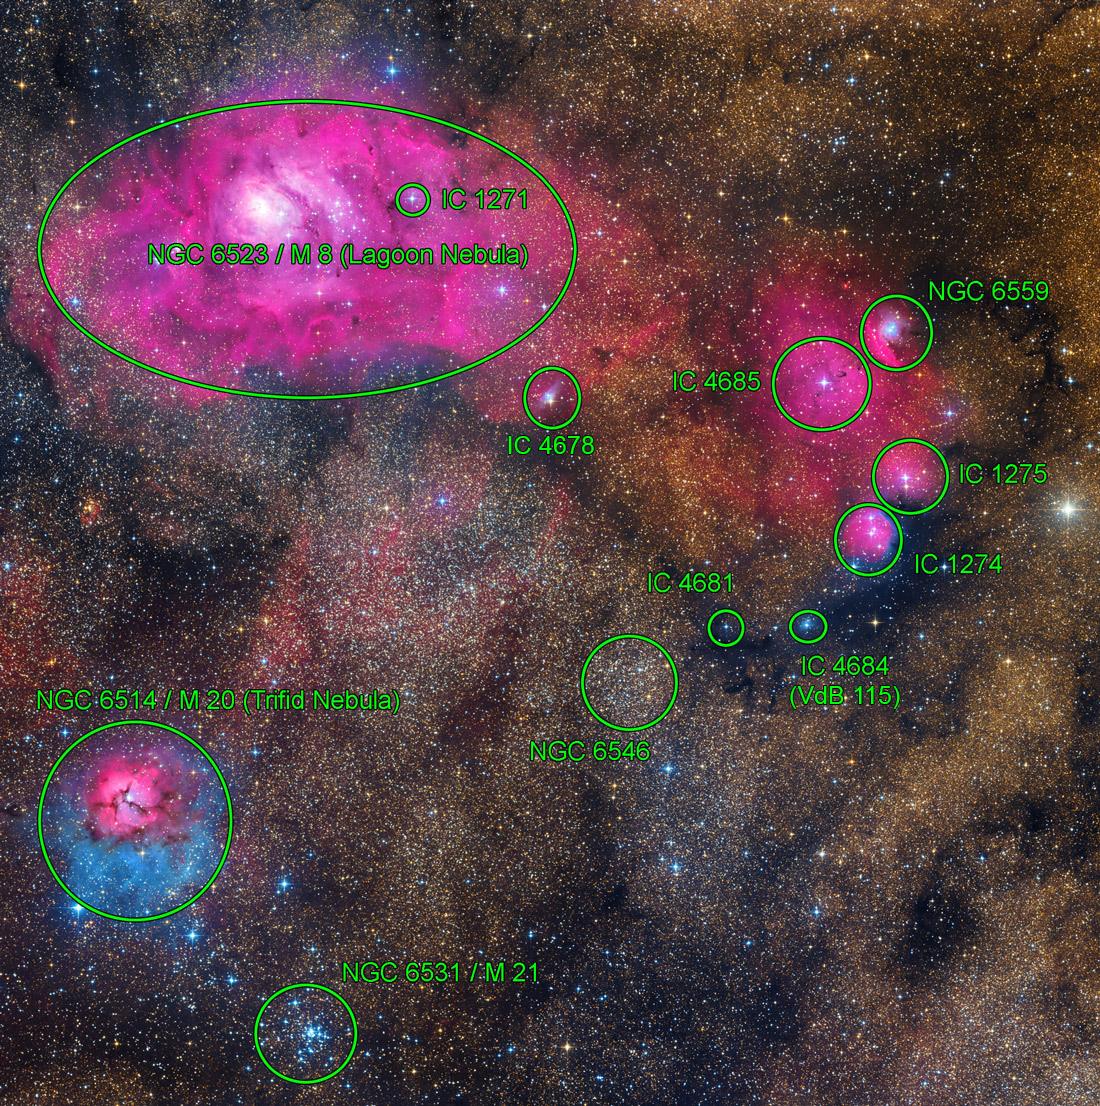 IC 1271
NGC 6523 / M 8 (Lagoon Nebula)
NGC 6559
IC 4685
IC 4678
IC 1275
IC 1274
IC 4681
IC 4684
(VdB 115)
NGC 6514 / M 20 (Trifid Nebula)
NGC 6546
NGC 6531 / M 21